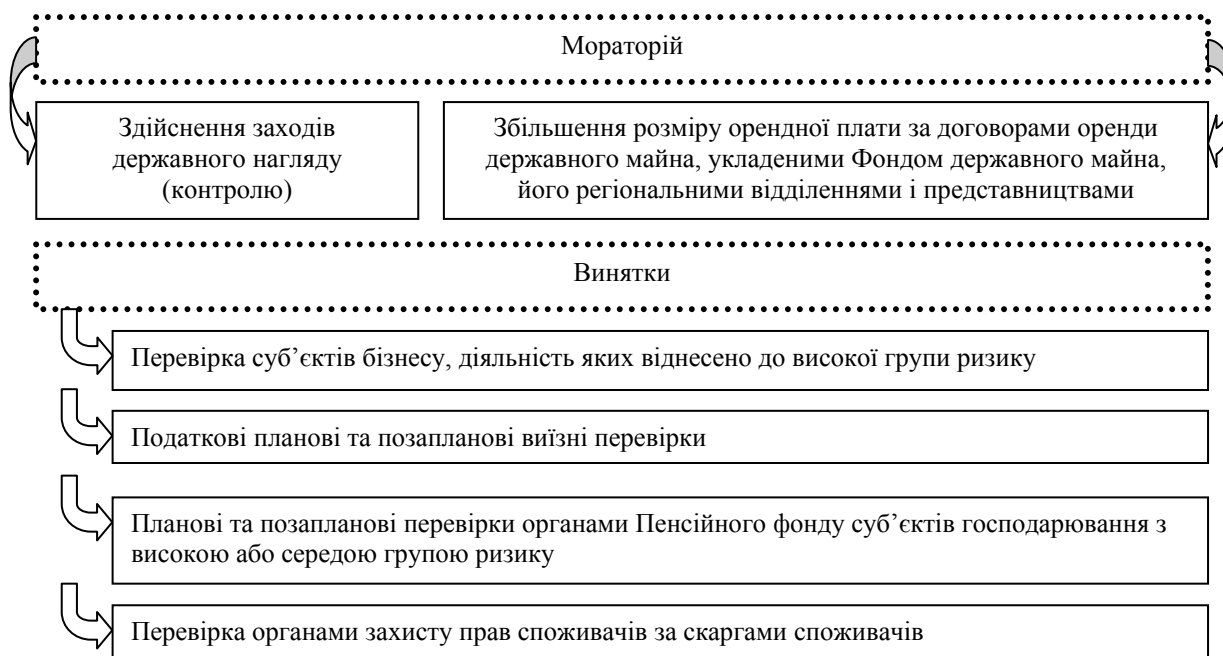 Мораторій
Здійснення заходів
державного нагляду
(контролю)
Збільшення розміру орендної плати за договорами оренди
державного майна, укладеними Фондом державного майна,
його регіональними відділеннями і представництвами
Винятки
Перевірка суб’єктів бізнесу, діяльність яких віднесено до високої групи ризику
Податкові планові та позапланові виїзні перевірки
Планові та позапланові перевірки органами Пенсійного фонду суб’єктів господарювання з
високою або середою групою ризику
Перевірка органами захисту прав споживачів за скаргами споживачів